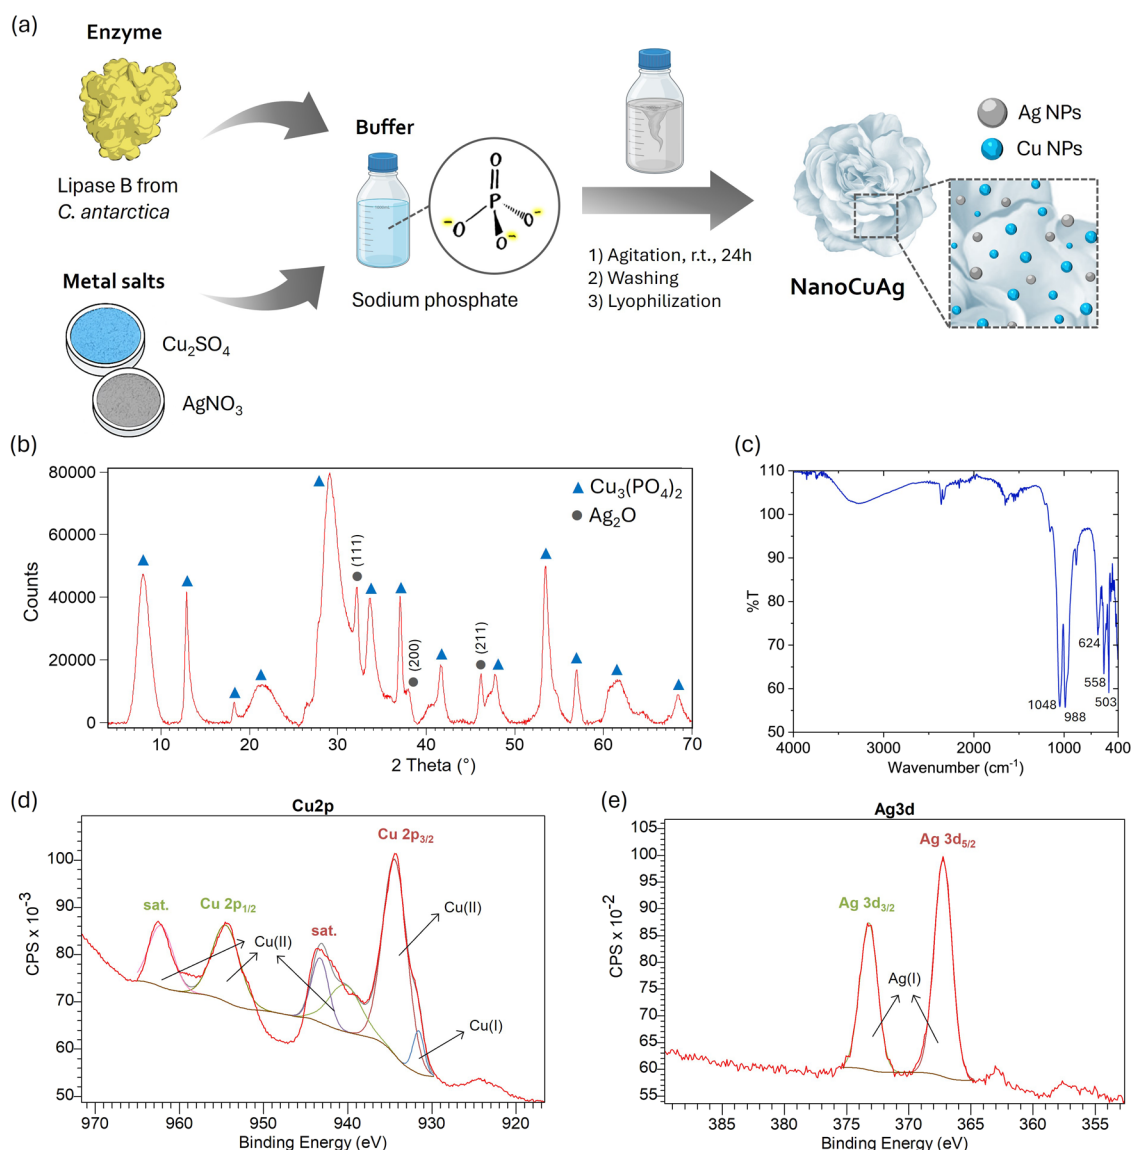 (a)
Enzyme
Lipase B from
C. antarctica
Metal salts
Cu₂SO₄
AgNO₃
Buffer
O
P
O⁻
O⁻
O⁻
Sodium phosphate
1) Agitation, r.t., 24h
2) Washing
3) Lyophilization
NanoCuAg
Ag NPs
Cu NPs
(b)
Counts
80000
60000
40000
20000
0
(111)
(200)
(211)
Cu₃(PO₄)₂
Ag₂O
10 20 30 40 50 60 70
2 Theta (°)
(c)
%T
110
100
90
80
70
60
50
1048
988
624
558
503
4000 3000 2000 1000 400
Wavenumber (cm⁻¹)
(d)
Cu2p
CPS x 10⁻³
100
90
80
70
60
50
sat.
Cu 2p₁/₂
sat.
Cu 2p₃/₂
Cu(II)
Cu(II)
Cu(I)
970 960 950 940 930 920
Binding Energy (eV)
(e)
Ag3d
CPS x 10⁻²
105
100
95
90
85
80
75
70
65
60
55
Ag 3d₅/₂
Ag 3d₃/₂
Ag(I)
385 380 375 370 365 360 355
Binding Energy (eV)